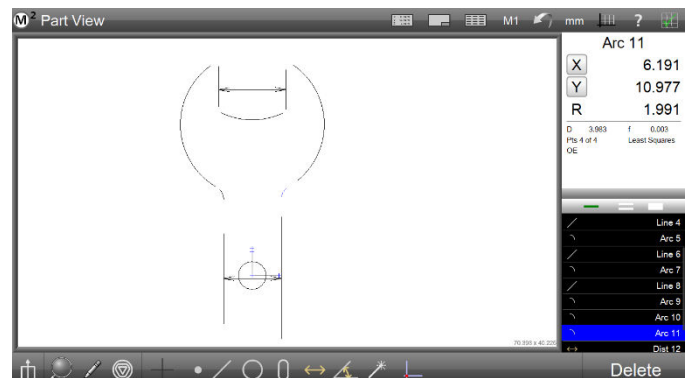 M2 Part View
M1
mm
?
Arc 11
X 6.191
Y 10.977
R 1.991
D 3.983 f 0.003
Pts 4 of 4 Least Squares
OE
Line 4
Arc 5
Line 6
Arc 7
Line 8
Arc 9
Arc 10
Arc 11
Dist 12
Delete